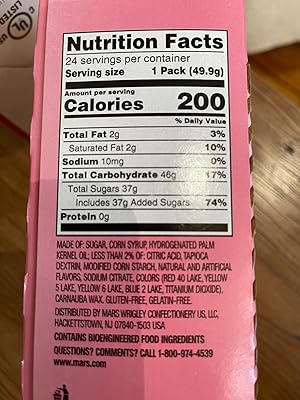 C
UL
US
LISTED
Nutrition Facts
24 servings per container
Serving size 1 Pack (49.9g)
Amount per serving
Calories 200
% Daily Value
Total Fat 2g 3%
Saturated Fat 2g 10%
Sodium 10mg 0%
Total Carbohydrate 46g 17%
Total Sugars 37g
Includes 37g Added Sugars 74%
Protein 0g
MADE OF: SUGAR, CORN SYRUP, HYDROGENATED PALM
KERNEL OIL; LESS THAN 2% OF: CITRIC ACID, TAPIOCA
DEXTRIN, MODIFIED CORN STARCH, NATURAL AND ARTIFICIAL
FLAVORS, SODIUM CITRATE, COLORS (RED 40 LAKE, YELLOW
5 LAKE, YELLOW 6 LAKE, BLUE 2 LAKE, TITANIUM DIOXIDE),
CARNAUBA WAX. GLUTEN-FREE, GELATIN-FREE.
DISTRIBUTED BY MARS WRIGLEY CONFECTIONERY US, LLC,
HACKETTSTOWN, NJ 07840-1503 USA
CONTAINS BIOENGINEERED FOOD INGREDIENTS
QUESTIONS? COMMENTS? CALL 1-800-974-4539
www.mars.com